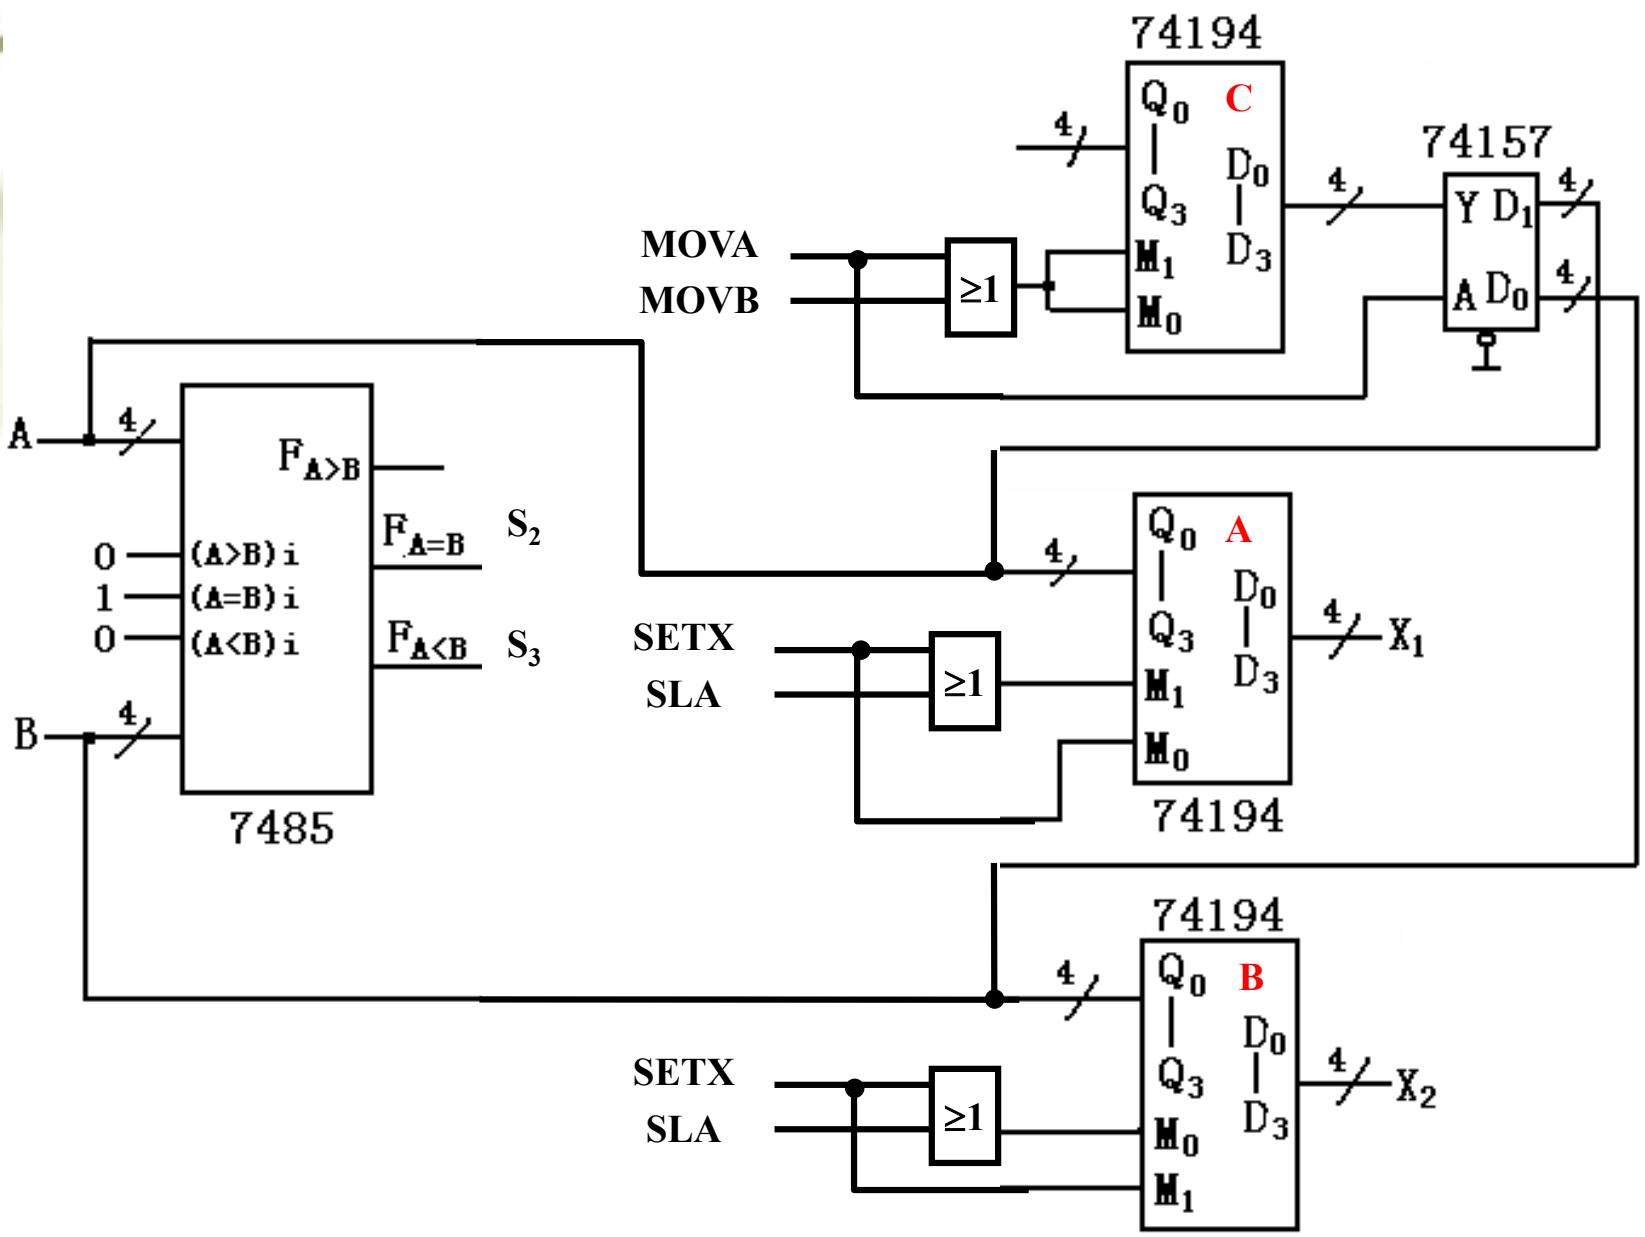 74194
Q0
C
4
Q3
D0
D3
M1
M0
4
74157
Y D1
A D0
4
4
MOVA
MOVB
≥1
A
4
FA>B
FA=B
S2
0
(A>B)i
1
(A=B)i
0
(A<B)i
FA<B
S3
B
4
7485
4
Q0
A
Q3
D0
D3
M1
M0
4
X1
74194
SETX
SLA
≥1
74194
4
Q0
B
Q3
D0
D3
M0
M1
4
X2
SETX
SLA
≥1